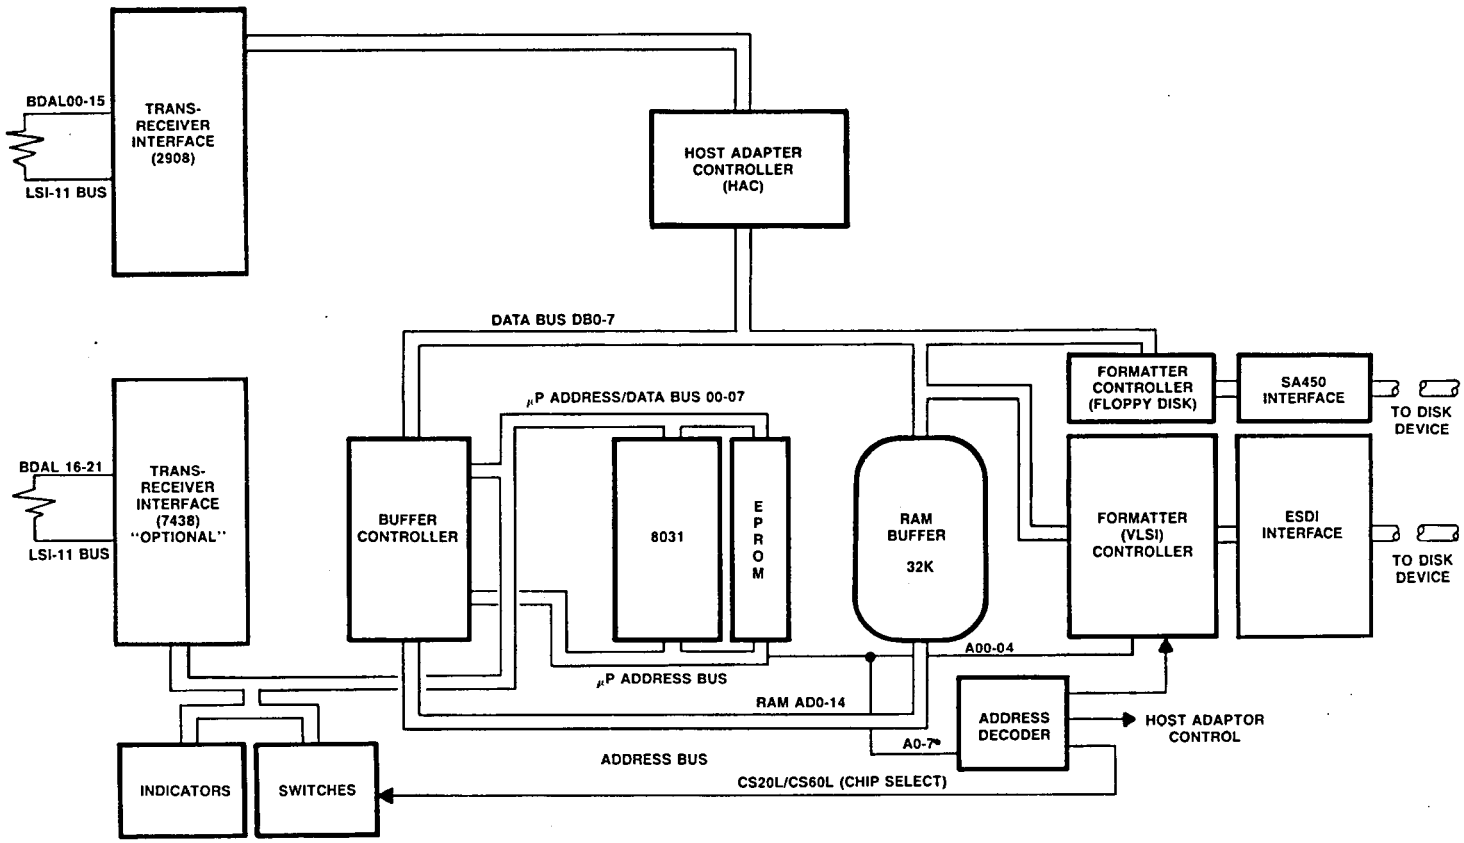 BDAL00-15
TRANS-
RECEIVER
INTERFACE
(2908)
LSI-11 BUS
HOST ADAPTER
CONTROLLER
(HAC)
DATA BUS DB0-7
μP ADDRESS/DATA BUS 00-07
FORMATTER
CONTROLLER
(FLOPPY DISK)
SA450
INTERFACE
TO DISK
DEVICE
BDAL 16-21
TRANS-
RECEIVER
INTERFACE
(7438)
"OPTIONAL"
LSI-11 BUS
BUFFER
CONTROLLER
8031
E
P
R
O
M
RAM
BUFFER
32K
FORMATTER
(VLSI)
CONTROLLER
ESDI
INTERFACE
TO DISK
DEVICE
A00-04
μP ADDRESS BUS
RAM AD0-14
ADDRESS
DECODER
HOST ADAPTOR
CONTROL
A0-7*
ADDRESS BUS
CS20L/CS60L (CHIP SELECT)
INDICATORS
SWITCHES